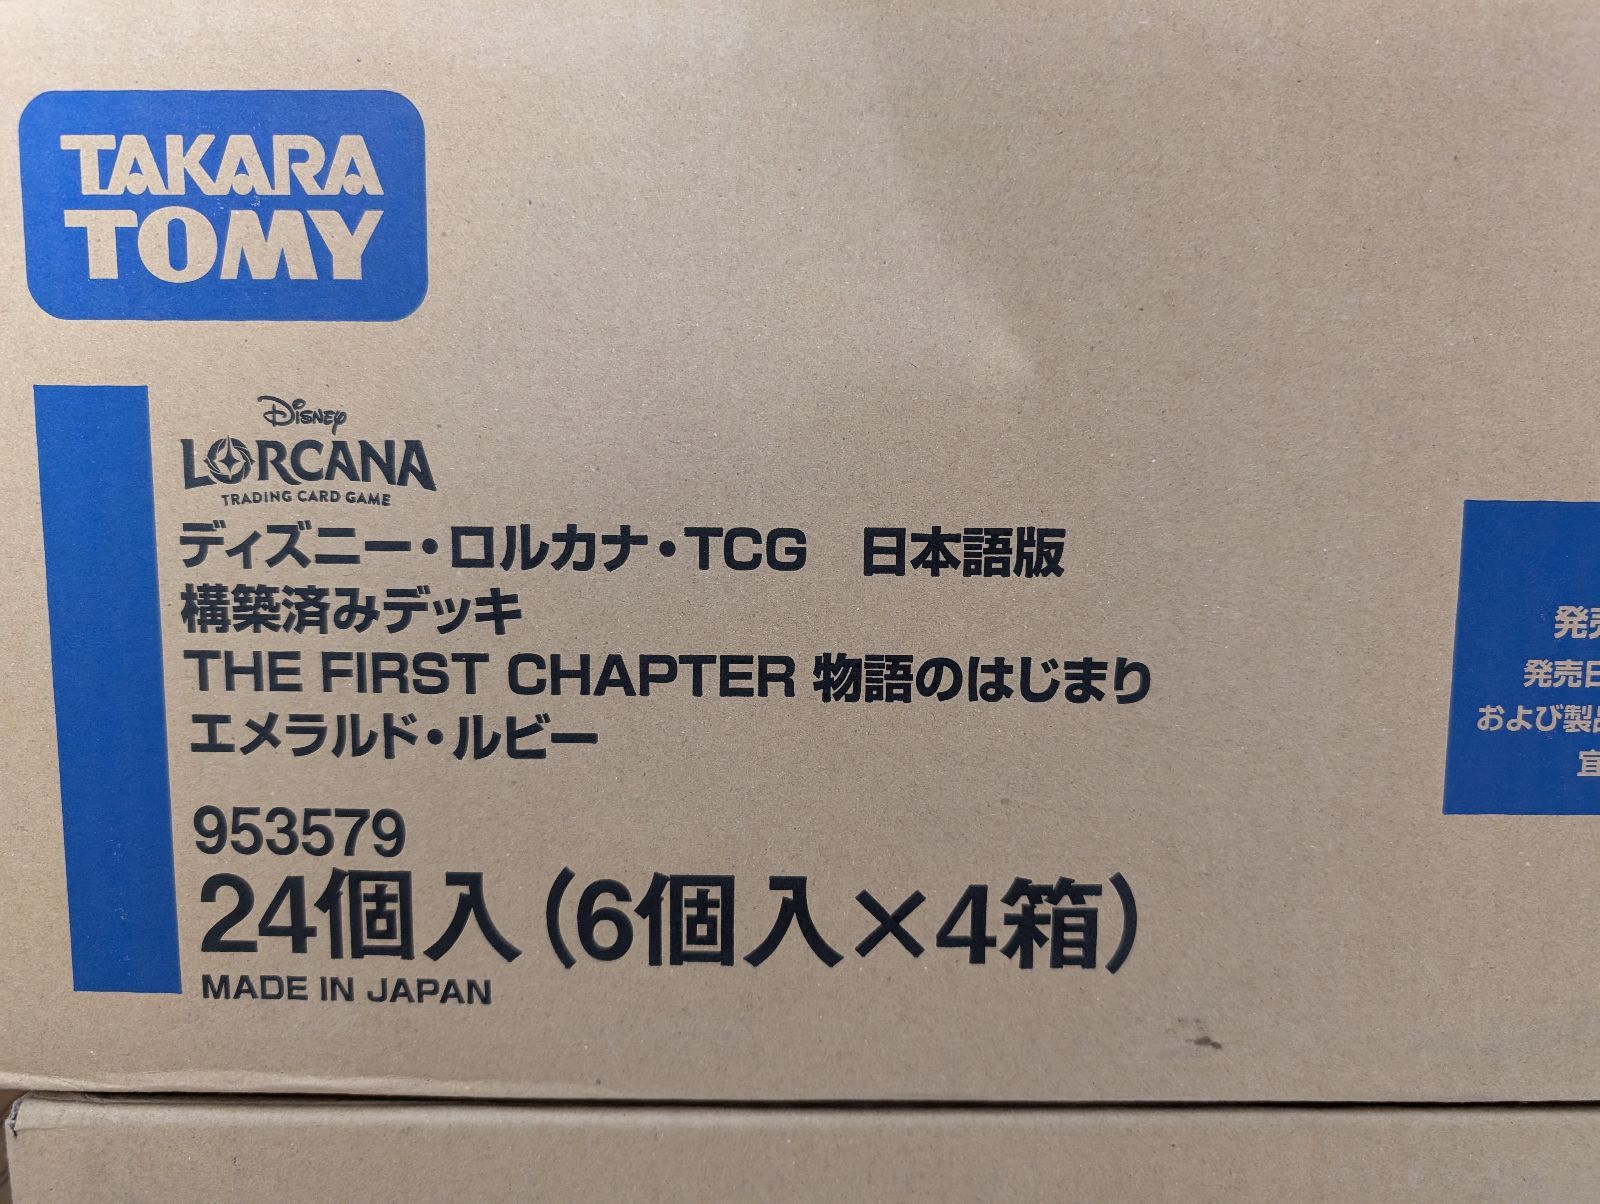 TAKARA
TOMY
Disney
LORCANA
TRADING CARD GAME
ディズニー・ロルカナ・TCG 日本語版
構築済みデッキ
THE FIRST CHAPTER 物語のはじまり
エメラルド・ルビー
953579
24個入(6個入×4箱)
MADE IN JAPAN
発売
発売日
および製品
宜